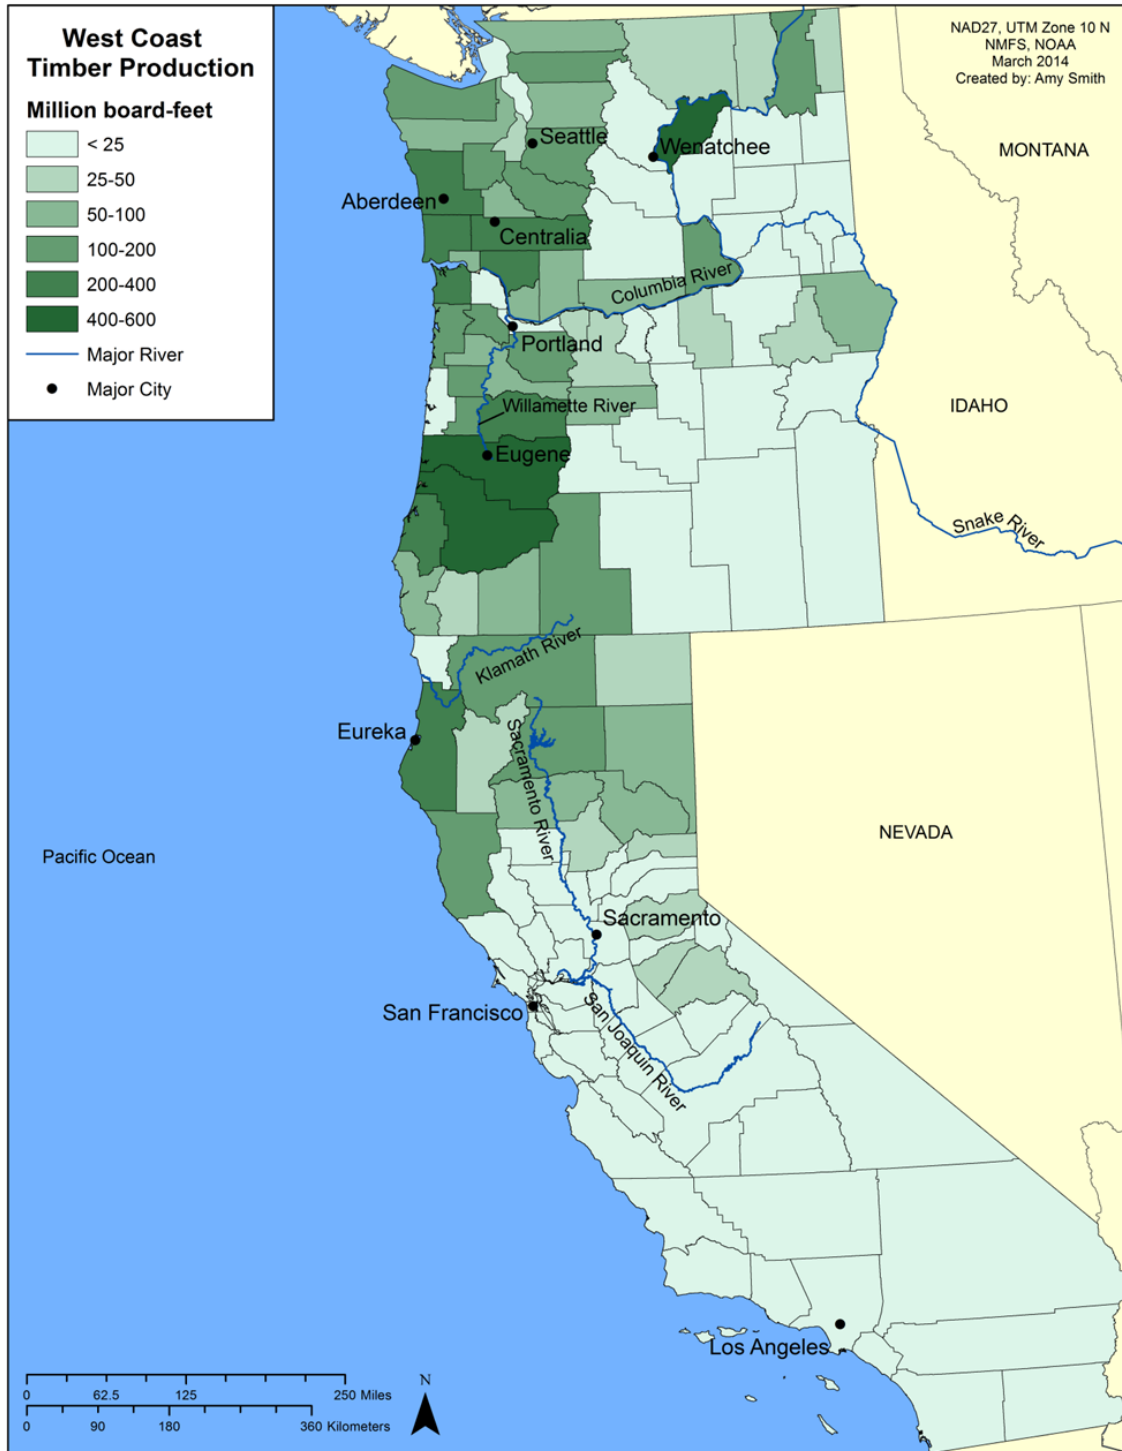 West Coast
Timber Production
Million board-feet
< 25
25-50
50-100
100-200
200-400
400-600
Major River
Major City
NAD27, UTM Zone 10 N
NMFS, NOAA
March 2014
Created by: Amy Smith
MONTANA
Seattle
Wenatchee
Aberdeen
Centralia
Columbia River
Portland
Willamette River
IDAHO
Eugene
Snake River
Klamath River
Eureka
Sacramento River
NEVADA
Pacific Ocean
Sacramento
San Francisco
San Joaquin River
Los Angeles
0 62.5 125 250 Miles
0 90 180 360 Kilometers
N